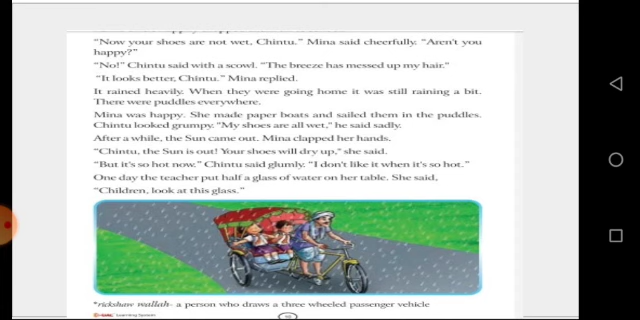 "Now your shoes are not wet, Chintu." Mina said cheerfully. "Aren't you
happy?"
"No!" Chintu said with a scowl. "The breeze has messed up my hair."
"It looks better, Chintu." Mina replied.
It rained heavily. When they were going home it was still raining a bit.
There were puddles everywhere.
Mina was happy. She made paper boats and sailed them in the puddles.
Chintu looked grumpy. "My shoes are all wet," he said sadly.
After a while, the Sun came out. Mina clapped her hands.
"Chintu, the Sun is out! Your shoes will dry up," she said.
"But it's so hot now." Chintu said glumly. "I don't like it when it's so hot."
One day the teacher put half a glass of water on her table. She said,
"Children, look at this glass."
*rickshaw wallah- a person who draws a three wheeled passenger vehicle
Learning System